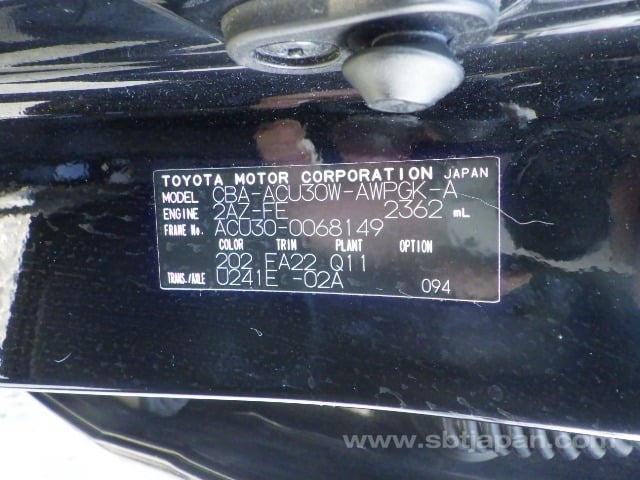 TOYOTA MOTOR CORPORATION JAPAN
MODEL CBA-ACU30W-AWPGK-A
ENGINE 2AZ-FE 2362 mL
FRAME No. ACU30-0068149
COLOR TRIM PLANT OPTION
202 FA22 Q11
TRANS./AXLE U241E -02A 094
www.sbtjapan.com